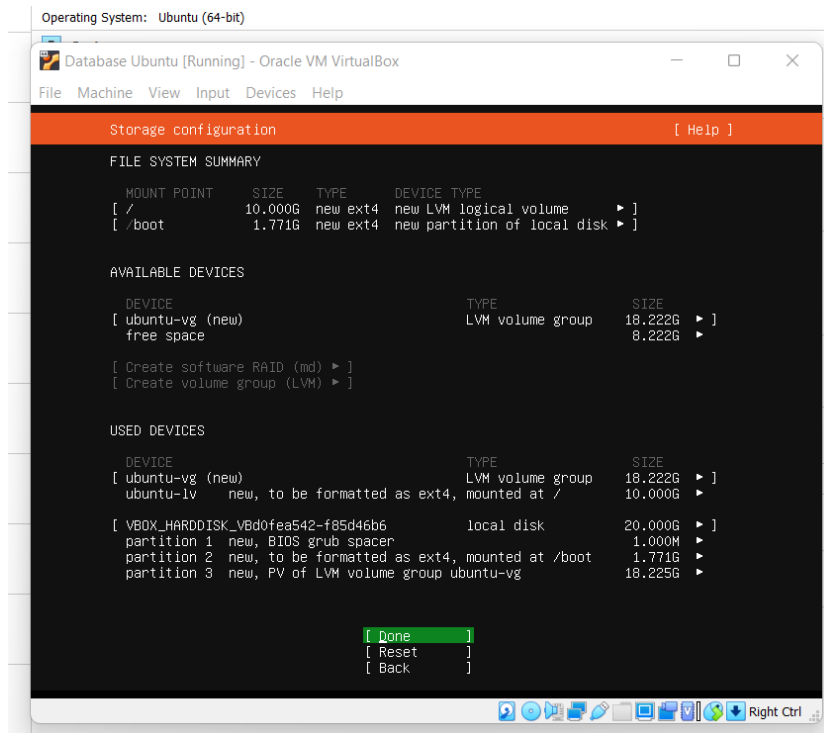 Operating System: Ubuntu (64-bit)
Database Ubuntu [Running] - Oracle VM VirtualBox
File Machine View Input Devices Help
Storage configuration [ Help ]
FILE SYSTEM SUMMARY
MOUNT POINT SIZE TYPE DEVICE TYPE
[ / 10.000G new ext4 new LVM logical volume ▸ ]
[ /boot 1.771G new ext4 new partition of local disk ▸ ]
AVAILABLE DEVICES
DEVICE TYPE SIZE
[ ubuntu-vg (new) LVM volume group 18.222G ▸ ]
free space 8.222G ▸
[ Create software RAID (md) ▸ ]
[ Create volume group (LVM) ▸ ]
USED DEVICES
DEVICE TYPE SIZE
[ ubuntu-vg (new) LVM volume group 18.222G ▸ ]
ubuntu-lv new, to be formatted as ext4, mounted at / 10.000G ▸
[ VBOX_HARDDISK_VBd0fea542-f85d46b6 local disk 20.000G ▸ ]
partition 1 new, BIOS grub spacer 1.000M ▸
partition 2 new, to be formatted as ext4, mounted at /boot 1.771G ▸
partition 3 new, PV of LVM volume group ubuntu-vg 18.225G ▸
[ Done ]
[ Reset ]
[ Back ]
Right Ctrl